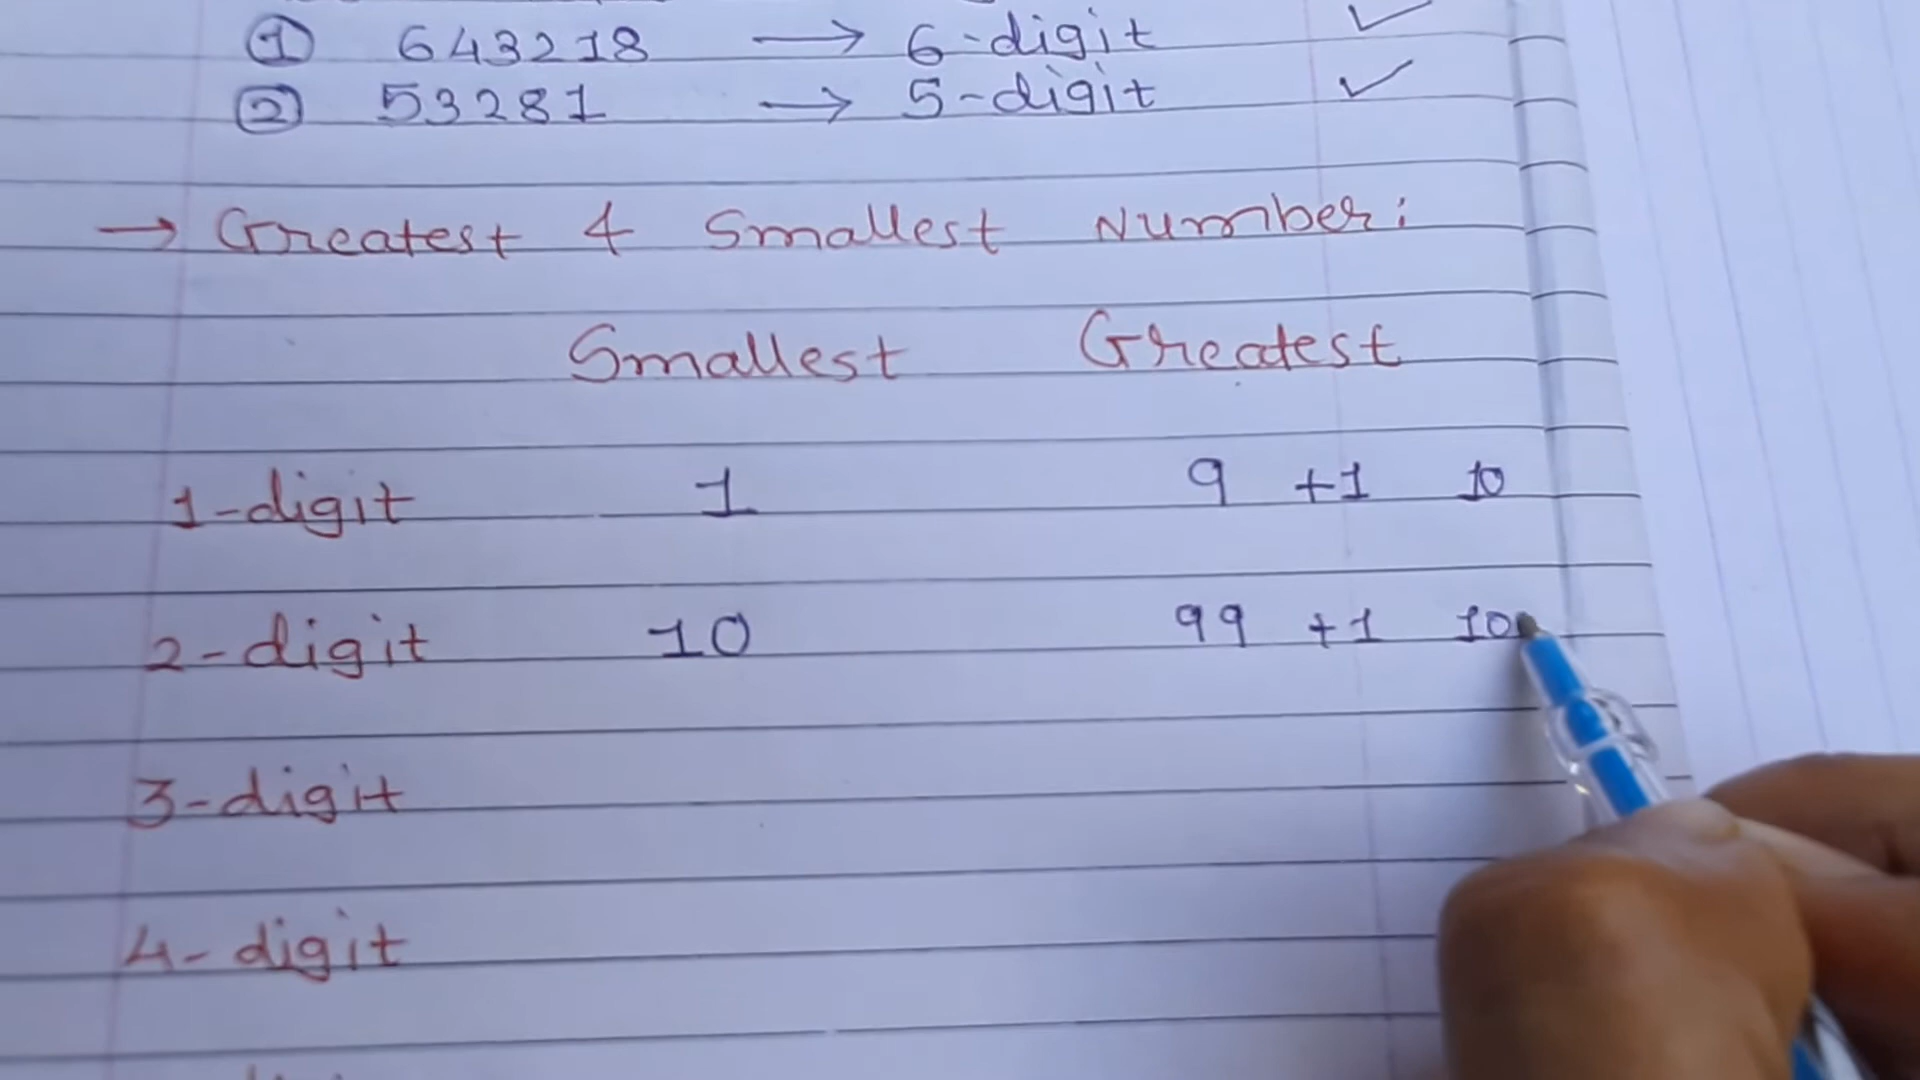 ① 643218 → 6-digit ✓
② 53281 → 5-digit ✓
→ Greatest & Smallest Number:
Smallest Greatest
1-digit 1 9 +1 10
2-digit 10 99 +1 100
3-digit
4-digit